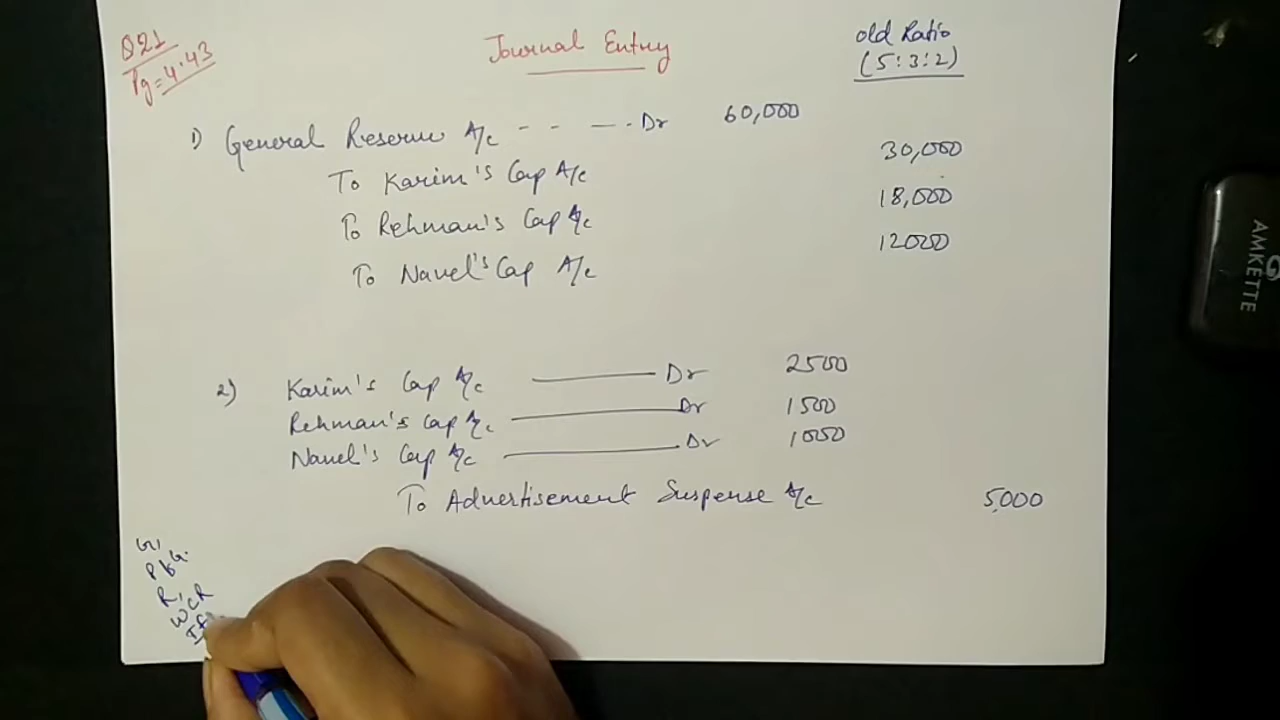 Q21
Pg = 4.43
Journal Entry
Old Ratio
(5:3:2)
1) General Reserve A/c - - — - Dr 60,000
To Karim's Cap A/c 30,000
To Rehman's Cap A/c 18,000
To Navel's Cap A/c 12000
2) Karim's Cap A/c ——— Dr 2500
Rehman's Cap A/c ——— Dr 1500
Navel's Cap A/c ——— Dr 1000
To Advertisement Suspense A/c 5,000
R,
WCR
AMKETTE